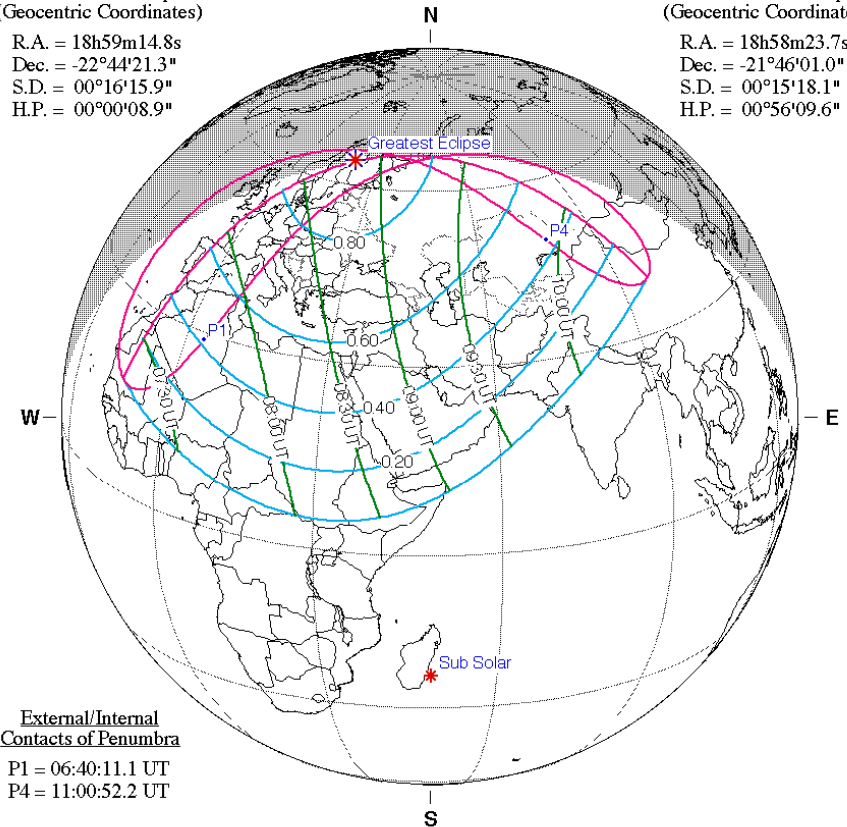 (Geocentric Coordinates)
R.A. = 18h59m14.8s
Dec. = -22°44'21.3"
S.D. = 00°16'15.9"
H.P. = 00°00'08.9"
N
(Geocentric Coordinate
R.A. = 18h58m23.7s
Dec. = -21°46'01.0"
S.D. = 00°15'18.1"
H.P. = 00°56'09.6"
Greatest Eclipse
P4
0.80
P1
0.60
0.40
0.20
07:30 UT
08:00 UT
08:30 UT
09:00 UT
09:30 UT
10:00 UT
W
E
Sub Solar
External/Internal
Contacts of Penumbra
P1 = 06:40:11.1 UT
P4 = 11:00:52.2 UT
S